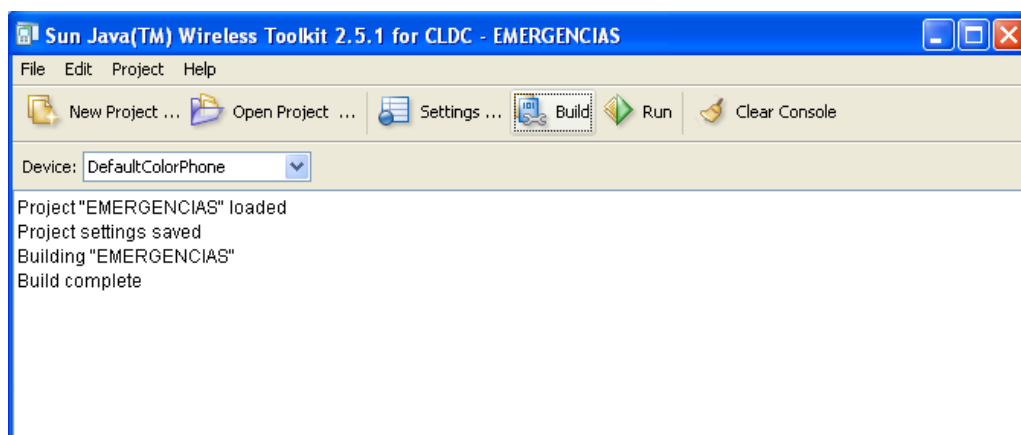 Sun Java(TM) Wireless Toolkit 2.5.1 for CLDC - EMERGENCIAS
File Edit Project Help
New Project ... Open Project ... Settings ... Build Run Clear Console
Device: DefaultColorPhone
Project "EMERGENCIAS" loaded
Project settings saved
Building "EMERGENCIAS"
Build complete